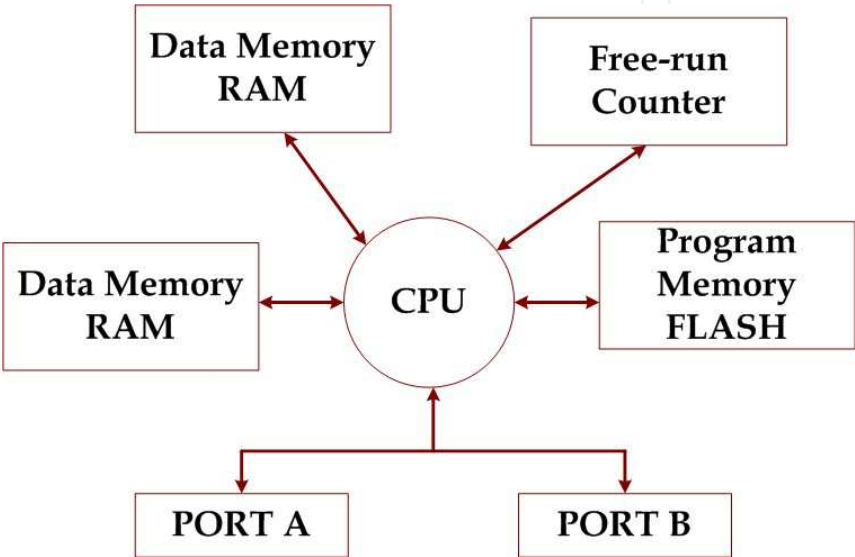 Data Memory
RAM
Free-run
Counter
Data Memory
RAM
CPU
Program
Memory
FLASH
PORT A
PORT B